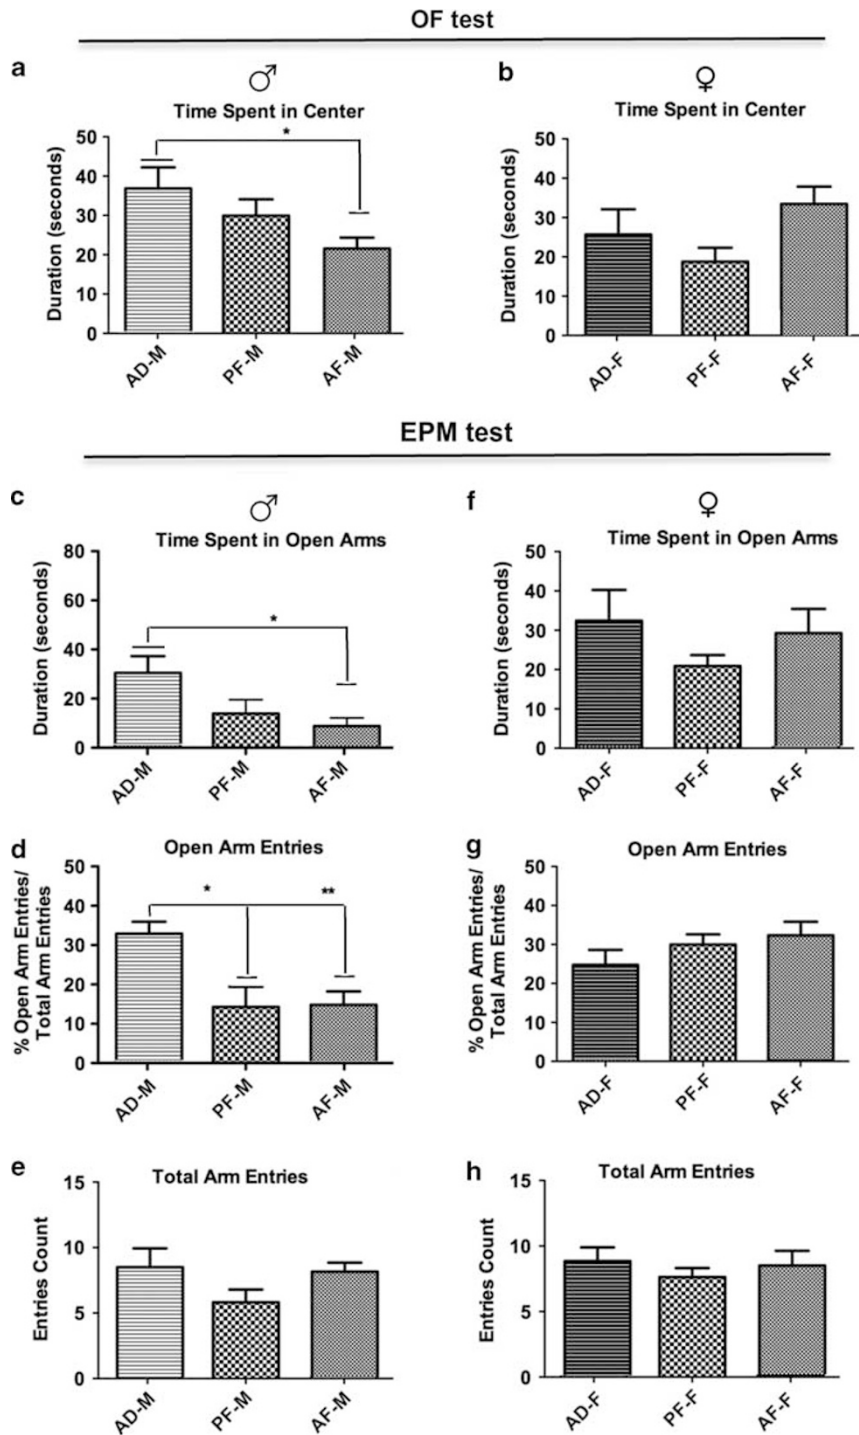 OF test
a
♂
Time Spent in Center
Duration (seconds)
50
40
30
20
10
0
*
AD-M
PF-M
AF-M
b
♀
Time Spent in Center
Duration (seconds)
50
40
30
20
10
0
AD-F
PF-F
AF-F
EPM test
c
♂
Time Spent in Open Arms
Duration (seconds)
80
60
40
20
0
*
AD-M
PF-M
AF-M
f
♀
Time Spent in Open Arms
Duration (seconds)
50
40
30
20
10
0
AD-F
PF-F
AF-F
d
Open Arm Entries
% Open Arm Entries/
Total Arm Entries
50
40
30
20
10
0
*
**
AD-M
PF-M
AF-M
g
Open Arm Entries
% Open Arm Entries/
Total Arm Entries
50
40
30
20
10
0
AD-F
PF-F
AF-F
e
Total Arm Entries
Entries Count
15
10
5
0
AD-M
PF-M
AF-M
h
Total Arm Entries
Entries Count
15
10
5
0
AD-F
PF-F
AF-F